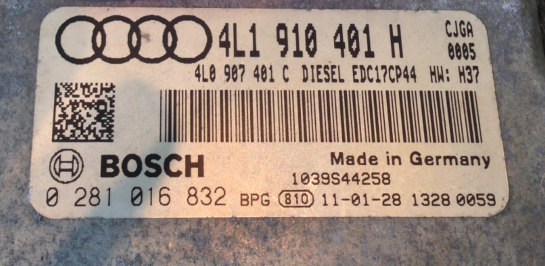 4L1 910 401 H CJGA
0005
4L0 907 401 C DIESEL EDC17CP44 HW: H37
BOSCH Made in Germany
1039S44258
0 281 016 832 BPG 810 11-01-28 1328 0059